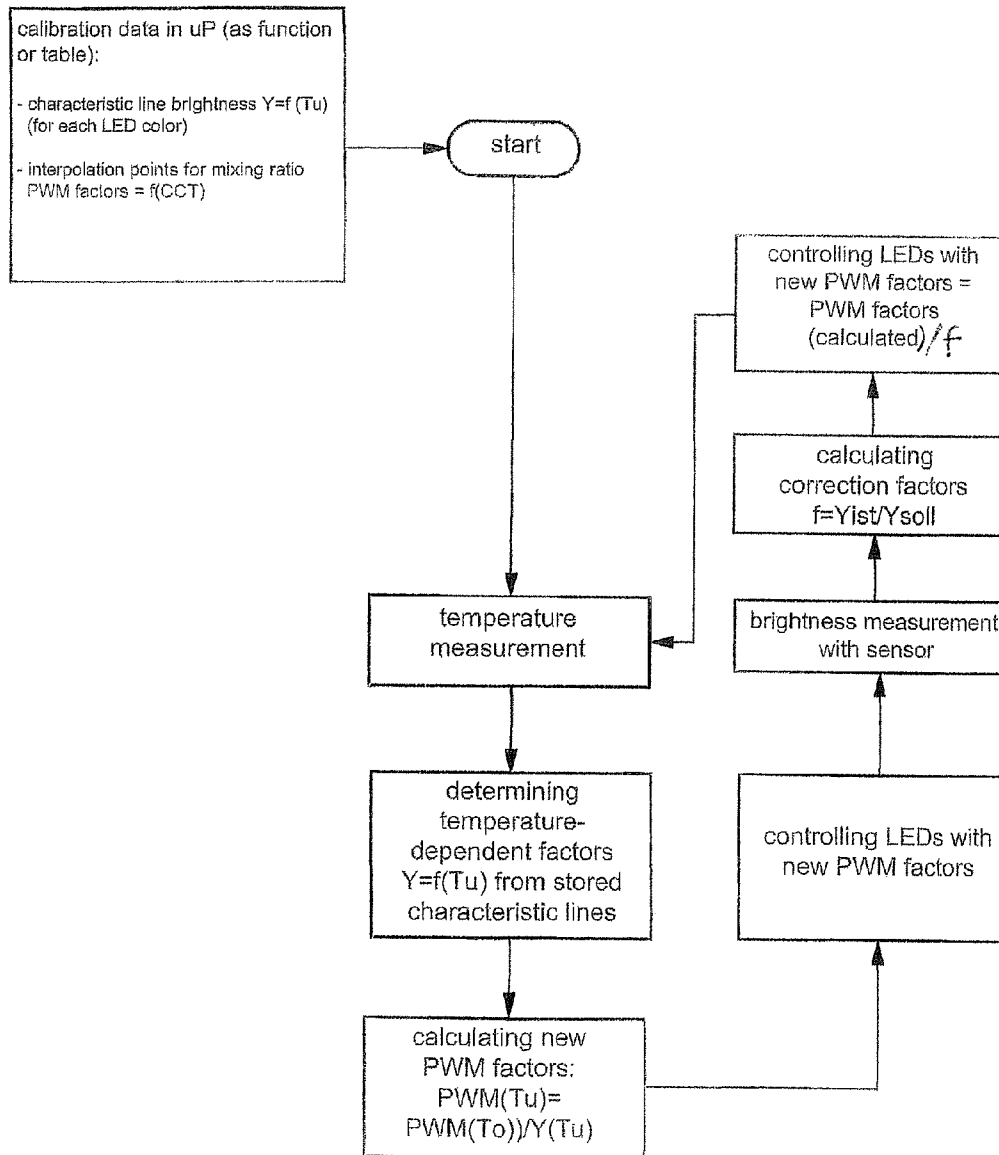 calibration data in uP (as function
or table):
- characteristic line brightness Y=f (Tu)
(for each LED color)
- interpolation points for mixing ratio
PWM factors = f(CCT)
start
temperature
measurement
determining
temperature-
dependent factors
Y=f(Tu) from stored
characteristic lines
calculating new
PWM factors:
PWM(Tu)=
PWM(To))/Y(Tu)
controlling LEDs with
new PWM factors
brightness measurement
with sensor
calculating
correction factors
f=Yist/Ysoll
controlling LEDs with
new PWM factors =
PWM factors
(calculated)/f